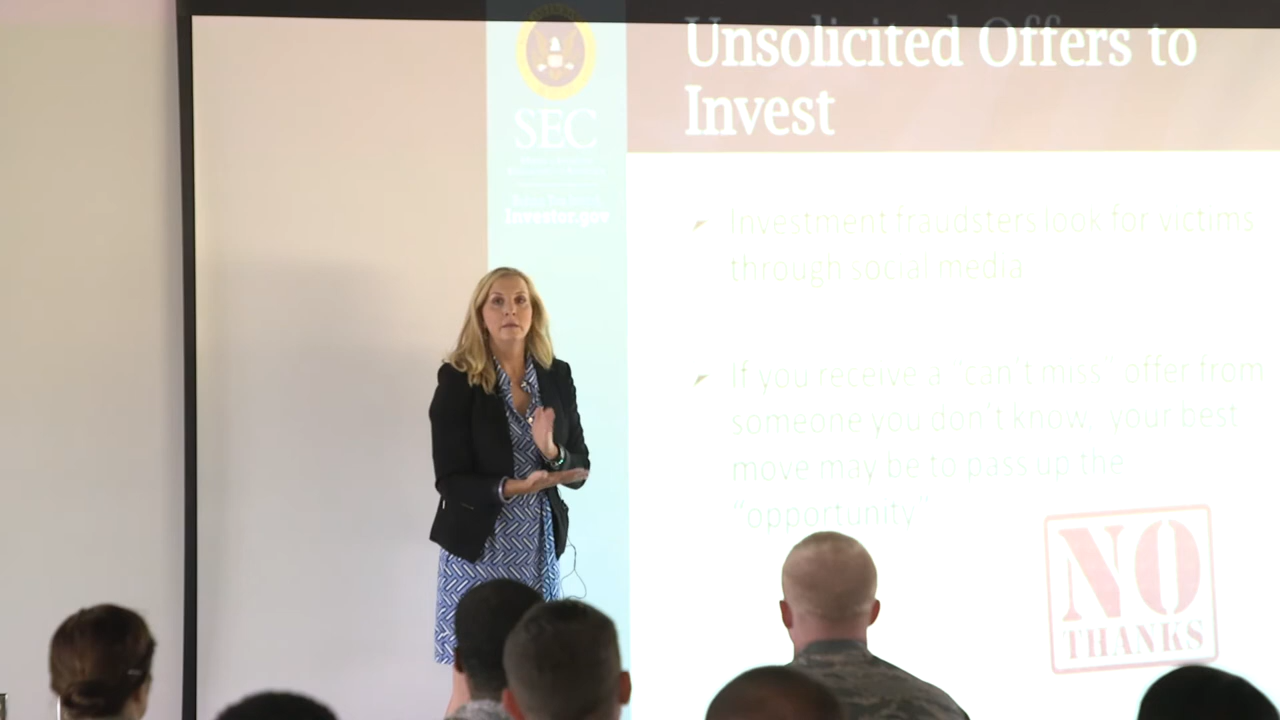 SEC
Investor.gov
Unsolicited Offers to
Invest
Investment fraudsters look for victims
through social media
If you receive a “can’t miss” offer from
someone you don’t know, your best
move may be to pass up the
“opportunity”
NO
THANKS